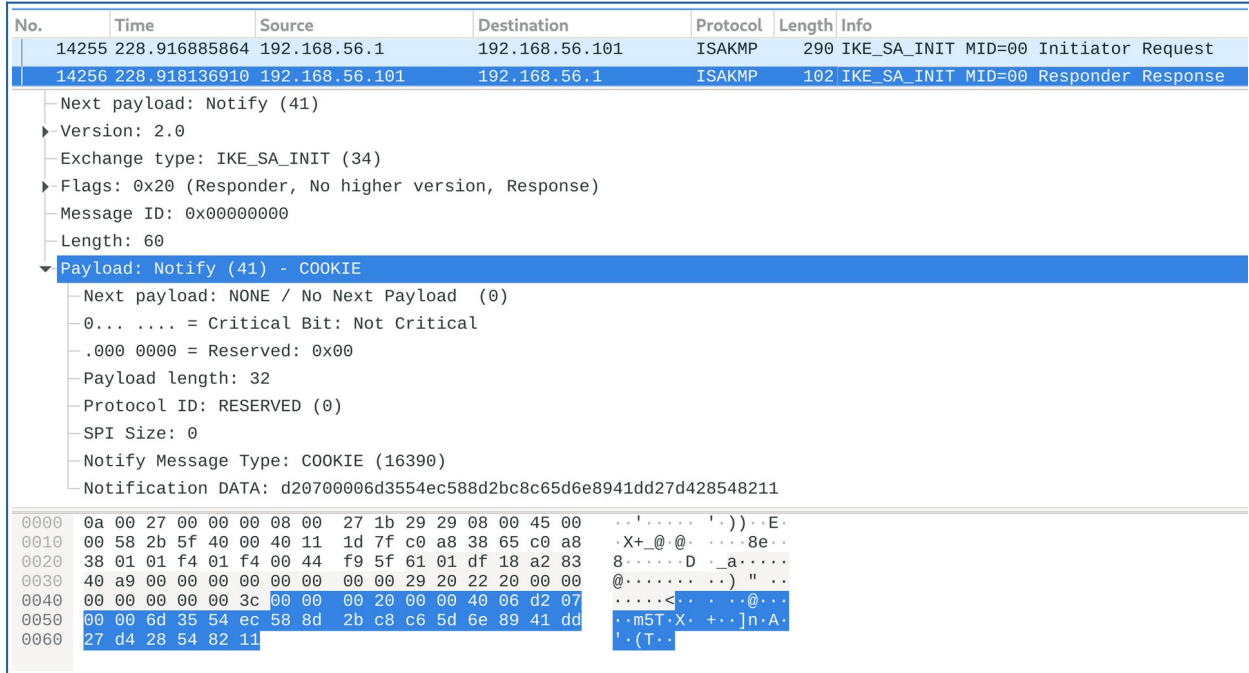 No. Time Source Destination Protocol Length Info
14255 228.916885864 192.168.56.1 192.168.56.101 ISAKMP 290 IKE_SA_INIT MID=00 Initiator Request
14256 228.918136910 192.168.56.101 192.168.56.1 ISAKMP 102 IKE_SA_INIT MID=00 Responder Response
Next payload: Notify (41)
Version: 2.0
Exchange type: IKE_SA_INIT (34)
Flags: 0x20 (Responder, No higher version, Response)
Message ID: 0x00000000
Length: 60
Payload: Notify (41) - COOKIE
Next payload: NONE / No Next Payload (0)
0... .... = Critical Bit: Not Critical
.000 0000 = Reserved: 0x00
Payload length: 32
Protocol ID: RESERVED (0)
SPI Size: 0
Notify Message Type: COOKIE (16390)
Notification DATA: d20700006d3554ec588d2bc8c65d6e8941dd27d428548211
0000 0a 00 27 00 00 00 08 00 27 1b 29 29 08 00 45 00 ··'····· '·))··E·
0010 00 58 2b 5f 40 00 40 11 1d 7f c0 a8 38 65 c0 a8 ·X+_@·@· ····8e··
0020 38 01 01 f4 01 f4 00 44 f9 5f 61 01 df 18 a2 83 8······D ·_a·····
0030 40 a9 00 00 00 00 00 00 00 00 29 20 22 20 00 00 @······· ··) " ··
0040 00 00 00 00 00 3c 00 00 00 20 00 00 40 06 d2 07 ·····<·· · ··@···
0050 00 00 6d 35 54 ec 58 8d 2b c8 c6 5d 6e 89 41 dd ··m5T·X· +··]n·A·
0060 27 d4 28 54 82 11 '·(T··